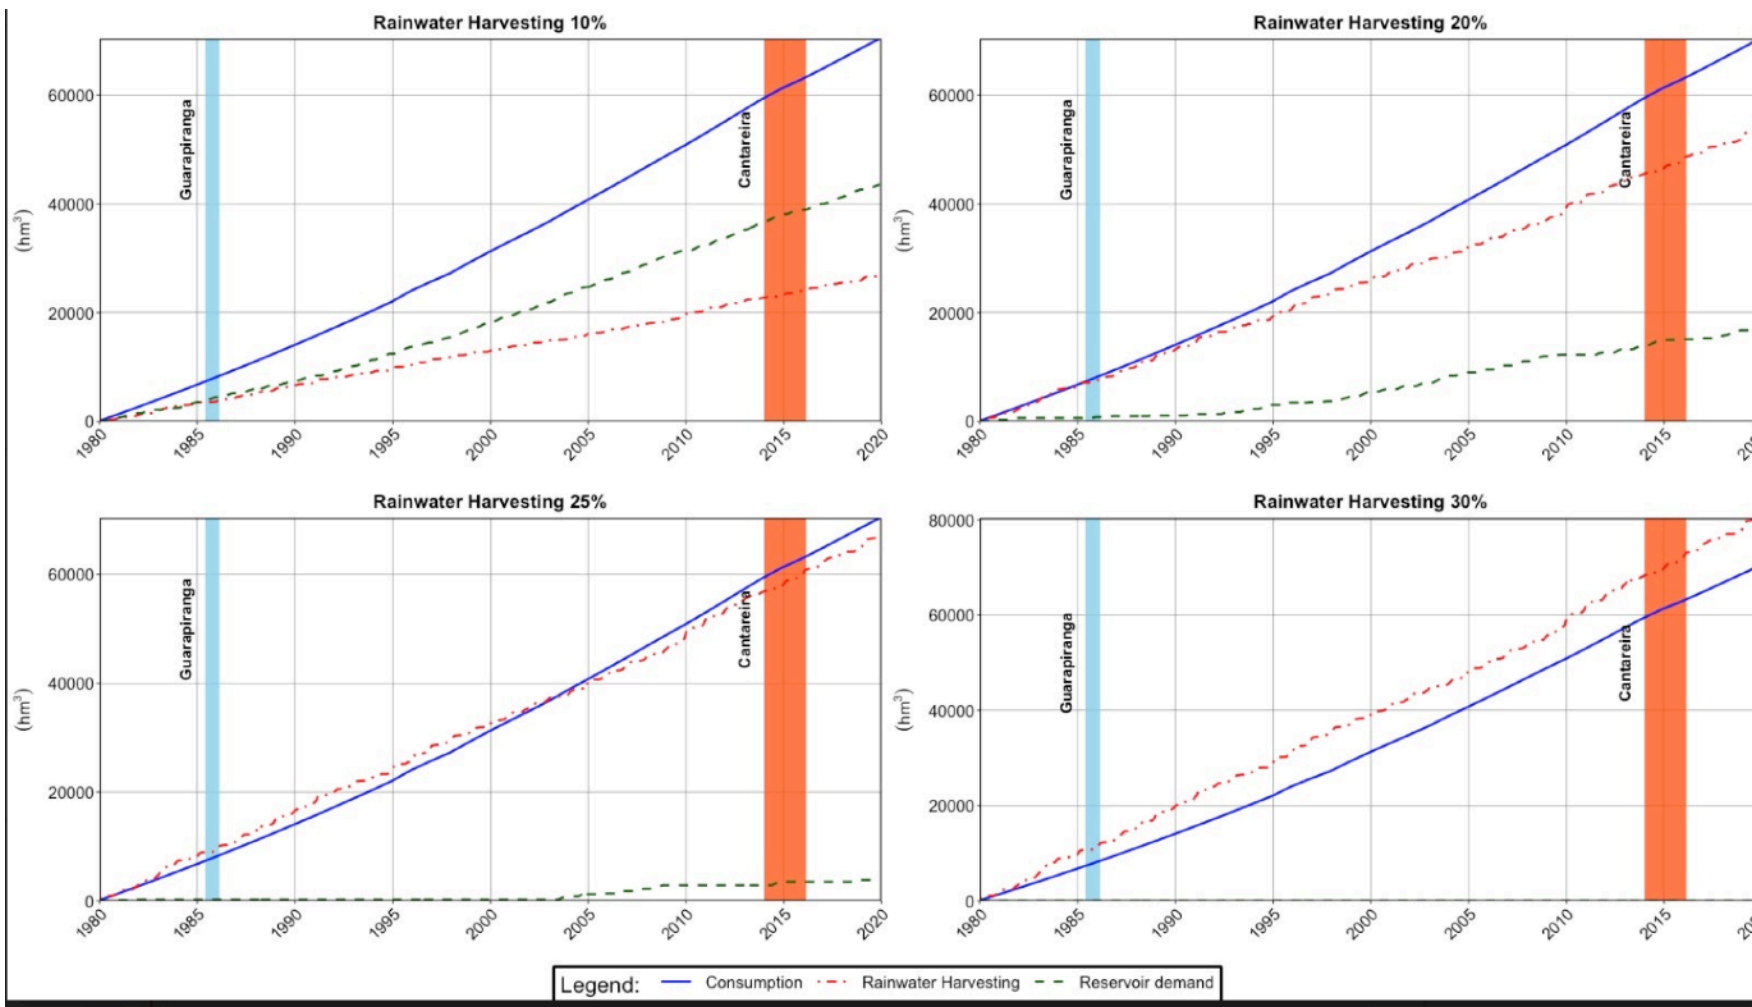 Rainwater Harvesting 10%
60000
40000
20000
0
(hm³)
Guarapiranga
Cantareira
1980 1985 1990 1995 2000 2005 2010 2015 2020
Rainwater Harvesting 20%
60000
40000
20000
0
(hm³)
Guarapiranga
Cantareira
1980 1985 1990 1995 2000 2005 2010 2015
Rainwater Harvesting 25%
60000
40000
20000
0
(hm³)
Guarapiranga
Cantareira
1980 1985 1990 1995 2000 2005 2010 2015 2020
Rainwater Harvesting 30%
80000
60000
40000
20000
0
(hm³)
Guarapiranga
Cantareira
1980 1985 1990 1995 2000 2005 2010 2015
Legend: Consumption Rainwater Harvesting Reservoir demand